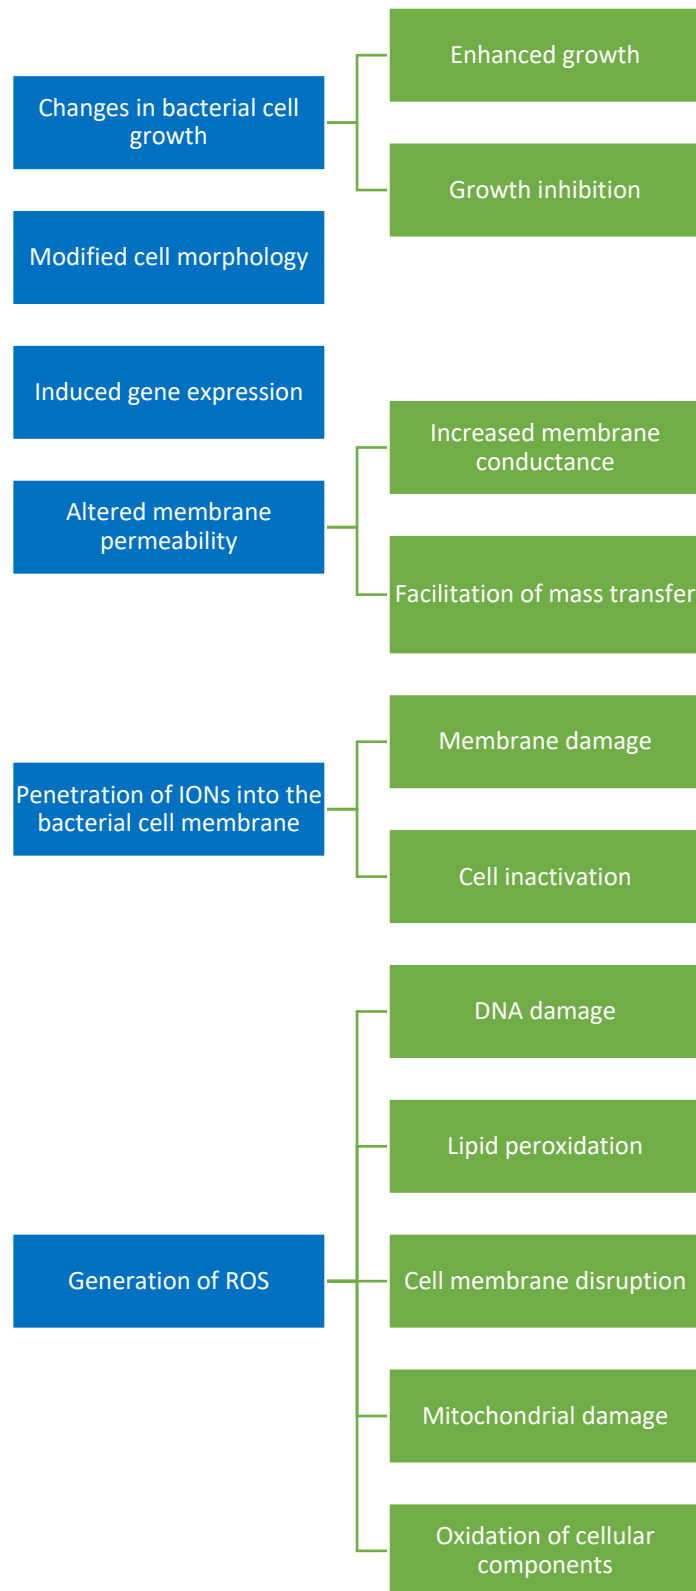 Changes in bacterial cell
growth
Enhanced growth
Growth inhibition
Modified cell morphology
Induced gene expression
Altered membrane
permeability
Increased membrane
conductance
Facilitation of mass transfer
Penetration of IONs into the
bacterial cell membrane
Membrane damage
Cell inactivation
Generation of ROS
DNA damage
Lipid peroxidation
Cell membrane disruption
Mitochondrial damage
Oxidation of cellular
components